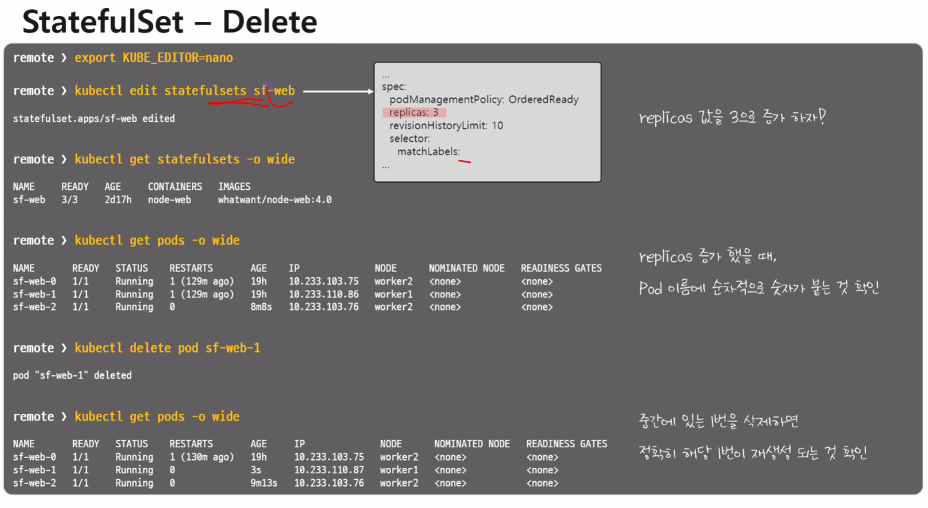 StatefulSet – Delete
remote ❯ export KUBE_EDITOR=nano
remote ❯ kubectl edit statefulsets sf-web
statefulset.apps/sf-web edited
...
spec:
podManagementPolicy: OrderedReady
replicas: 3
revisionHistoryLimit: 10
selector:
matchLabels:
...
replicas 값을 3으로 증가 하자!
remote ❯ kubectl get statefulsets -o wide
NAME READY AGE CONTAINERS IMAGES
sf-web 3/3 2d17h node-web whatwant/node-web:4.0
remote ❯ kubectl get pods -o wide
NAME READY STATUS RESTARTS AGE IP NODE NOMINATED NODE READINESS GATES
sf-web-0 1/1 Running 1 (129m ago) 19h 10.233.103.75 worker2 <none> <none>
sf-web-1 1/1 Running 1 (129m ago) 19h 10.233.110.86 worker1 <none> <none>
sf-web-2 1/1 Running 0 8m8s 10.233.103.76 worker2 <none> <none>
replicas 증가 했을 때,
Pod 이름에 순차적으로 숫자가 붙는 것 확인
remote ❯ kubectl delete pod sf-web-1
pod "sf-web-1" deleted
remote ❯ kubectl get pods -o wide
NAME READY STATUS RESTARTS AGE IP NODE NOMINATED NODE READINESS GATES
sf-web-0 1/1 Running 1 (130m ago) 19h 10.233.103.75 worker2 <none> <none>
sf-web-1 1/1 Running 0 3s 10.233.110.87 worker1 <none> <none>
sf-web-2 1/1 Running 0 9m13s 10.233.103.76 worker2 <none> <none>
중간에 있는 1번을 삭제하면
정확히 해당 1번이 재생성 되는 것 확인